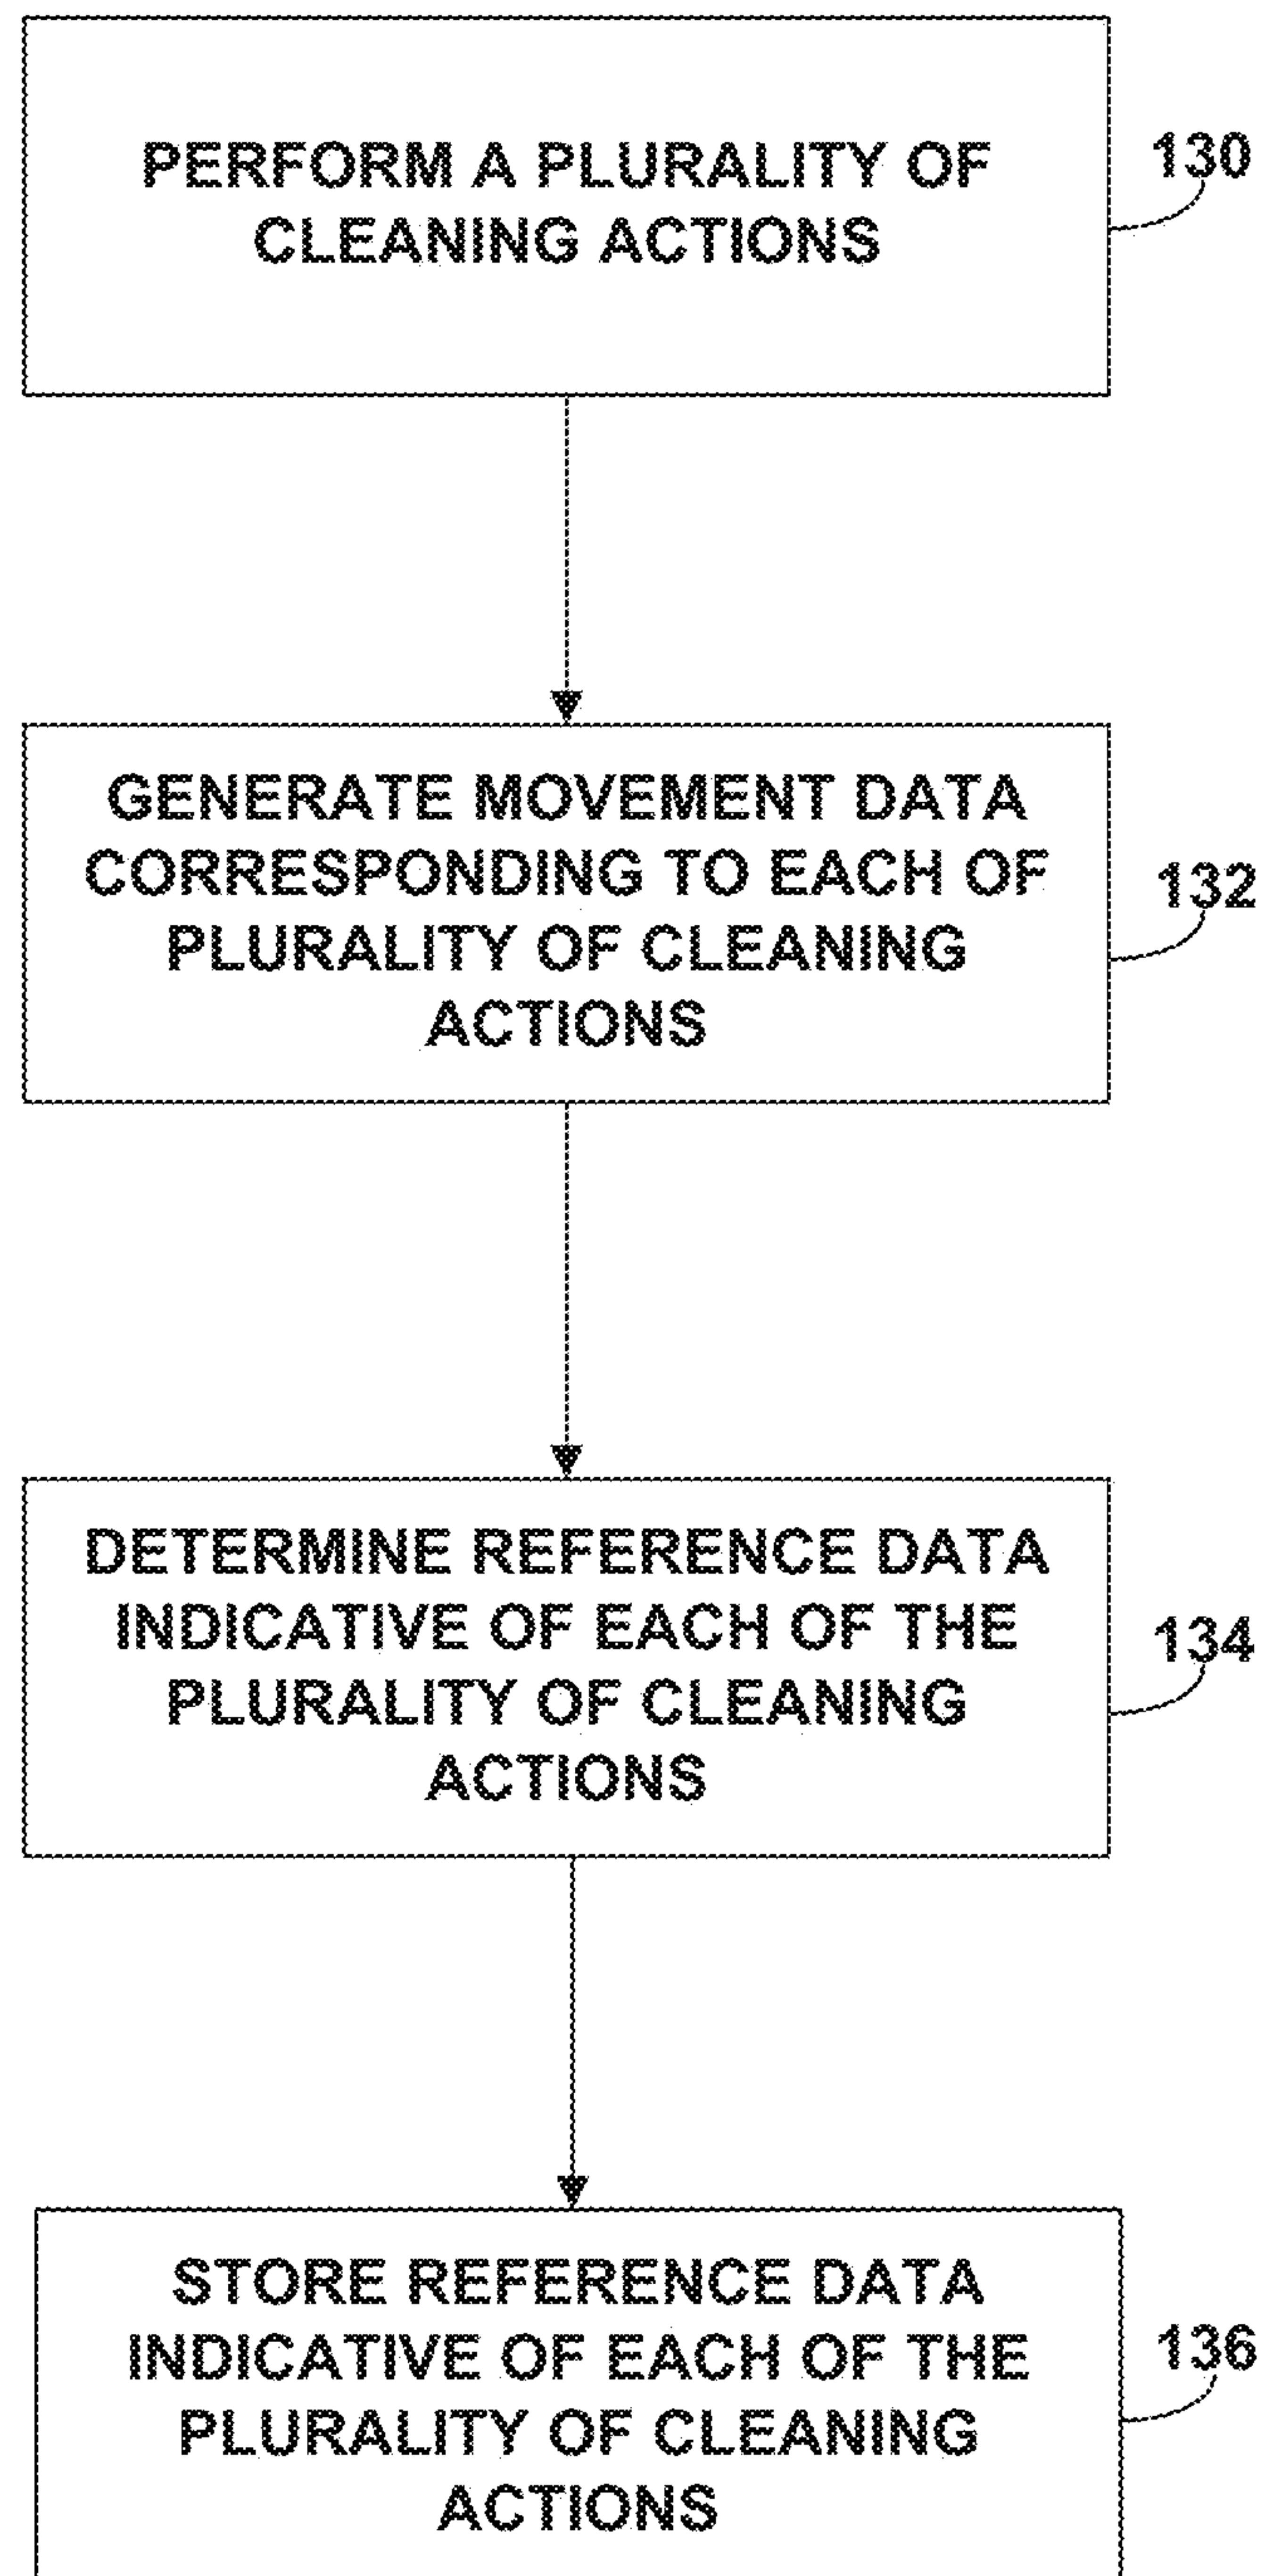 PERFORM A PLURALITY OF
CLEANING ACTIONS
130
GENERATE MOVEMENT DATA
CORRESPONDING TO EACH OF
PLURALITY OF CLEANING
ACTIONS
132
DETERMINE REFERENCE DATA
INDICATIVE OF EACH OF THE
PLURALITY OF CLEANING
ACTIONS
134
STORE REFERENCE DATA
INDICATIVE OF EACH OF THE
PLURALITY OF CLEANING
ACTIONS
136